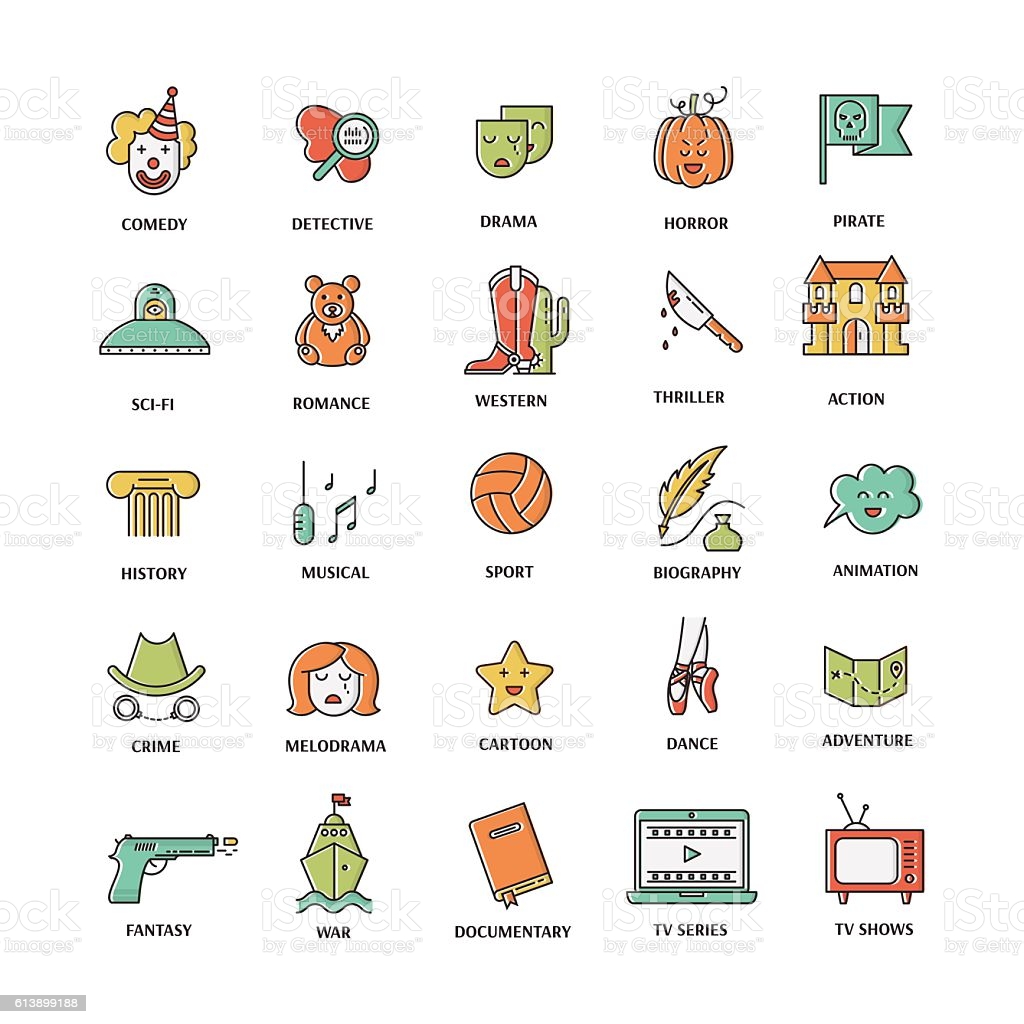 COMEDY DETECTIVE DRAMA HORROR PIRATE
SCI-FI ROMANCE WESTERN THRILLER ACTION
HISTORY MUSICAL SPORT BIOGRAPHY ANIMATION
CRIME MELODRAMA CARTOON DANCE ADVENTURE
FANTASY WAR DOCUMENTARY TV SERIES TV SHOWS
iStock
by Getty Images™
613899188